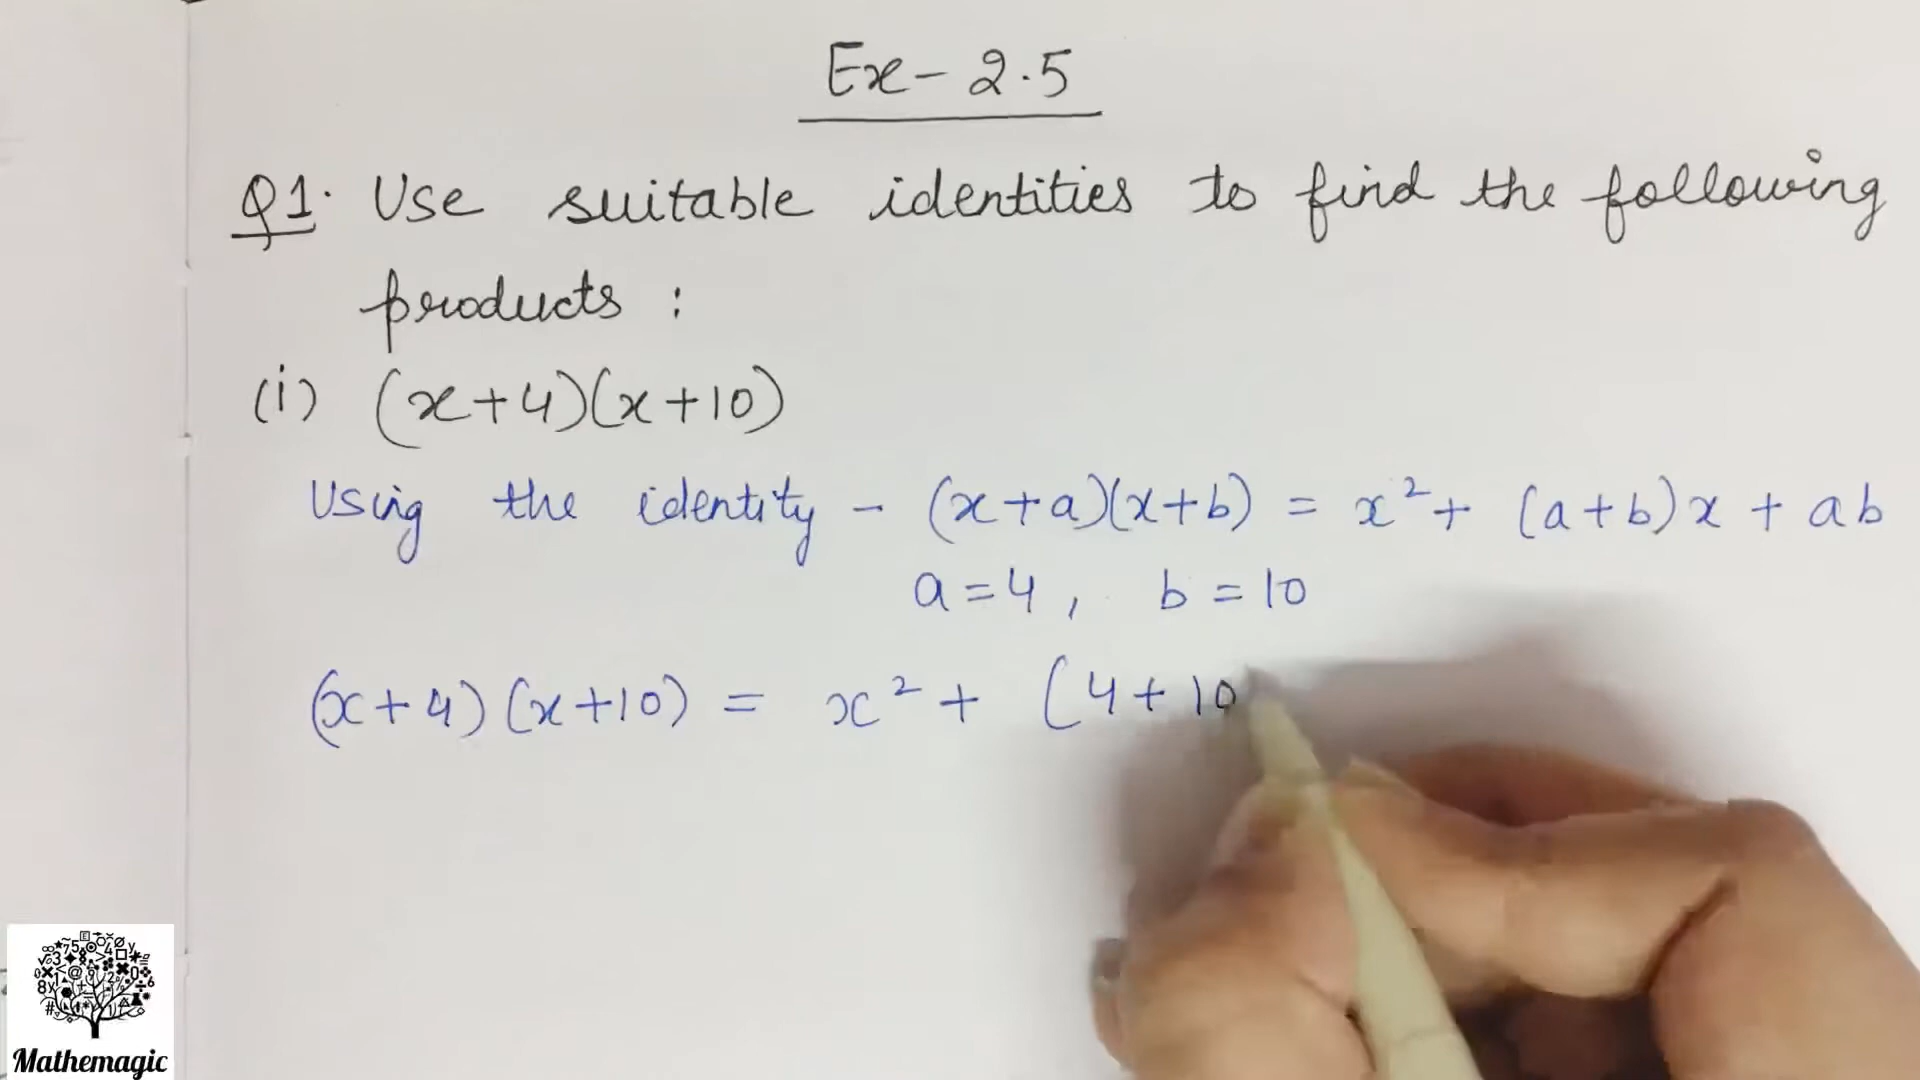 Ex - 2.5
Q1. Use suitable identities to find the following
products :
(i) (x+4)(x+10)
Using the identity - (x+a)(x+b) = x² + (a+b)x + ab
a = 4 , b = 10
(x+4) (x+10) = x² + (4+10
Mathemagic